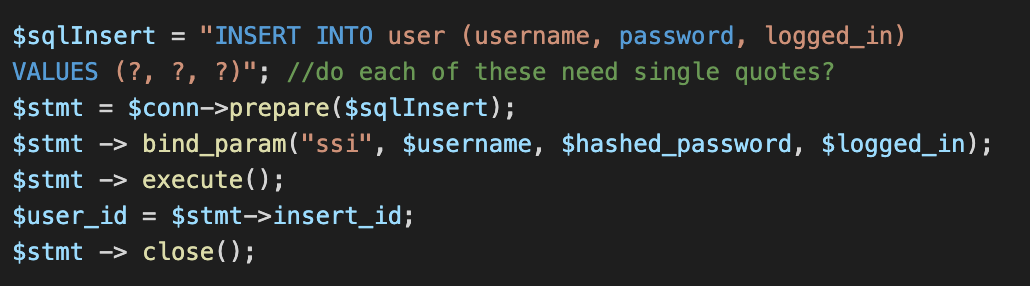 $sqlInsert = "INSERT INTO user (username, password, logged_in)
VALUES (?, ?, ?)"; //do each of these need single quotes?
$stmt = $conn->prepare($sqlInsert);
$stmt -> bind_param("ssi", $username, $hashed_password, $logged_in);
$stmt -> execute();
$user_id = $stmt->insert_id;
$stmt -> close();